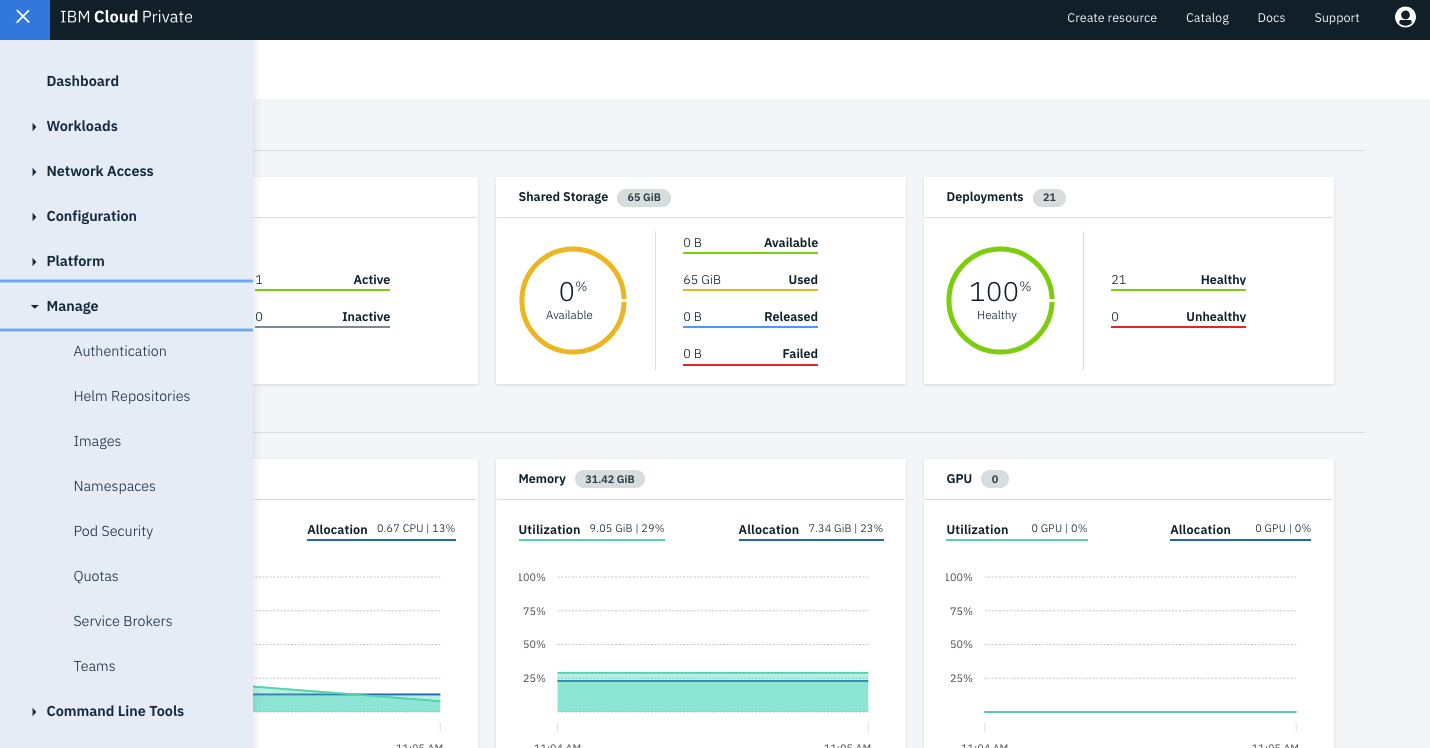 IBM Cloud Private
Create resource Catalog Docs Support
Dashboard
Workloads
Network Access
Configuration
Platform
Manage
Authentication
Helm Repositories
Images
Namespaces
Pod Security
Quotas
Service Brokers
Teams
Command Line Tools
1 Active
0 Inactive
Shared Storage 65 GiB
0%
Available
0 B Available
65 GiB Used
0 B Released
0 B Failed
Deployments 21
100%
Healthy
21 Healthy
0 Unhealthy
Allocation 0.67 CPU | 13%
11:05 AM
Memory 31.42 GiB
Utilization 9.05 GiB | 29% Allocation 7.34 GiB | 23%
100%
75%
50%
25%
11:04 AM 11:05 AM
GPU 0
Utilization 0 GPU | 0% Allocation 0 GPU | 0%
100%
75%
50%
25%
11:04 AM 11:05 AM